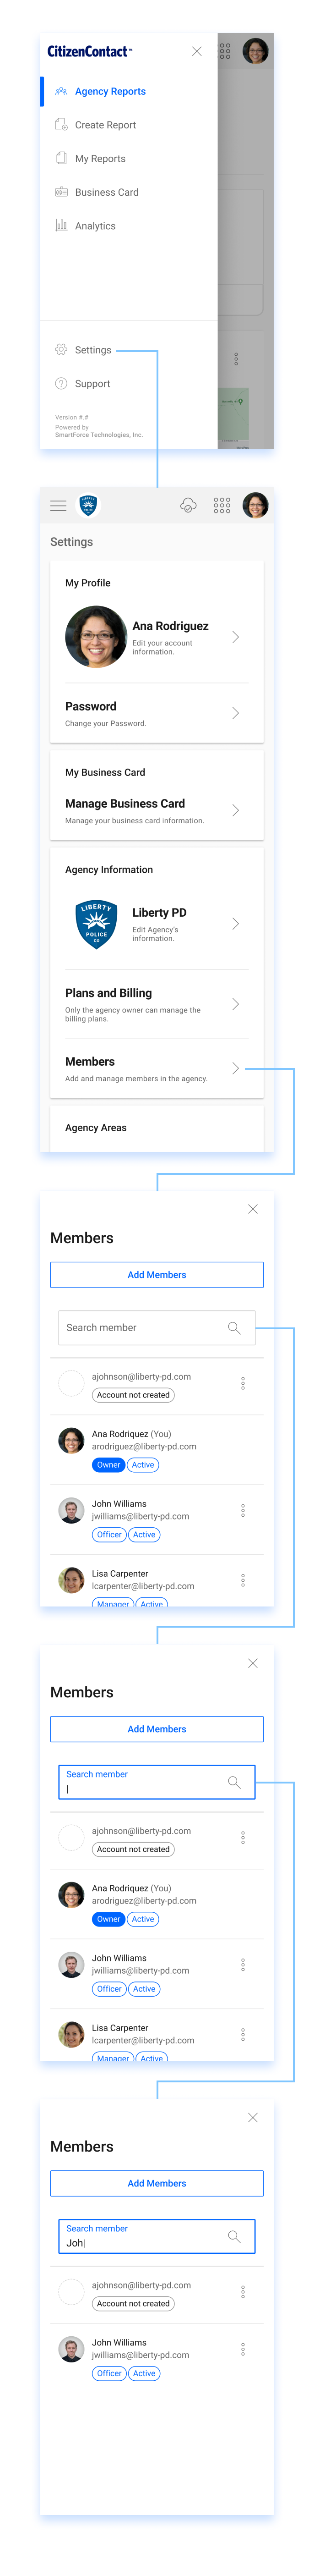 CitizenContact™
Agency Reports
Create Report
My Reports
Business Card
Analytics
Settings
Support
Version #.#
Powered by
SmartForce Technologies, Inc.
LIBERTY
POLICE
CO
Settings
My Profile
Ana Rodriguez
Edit your account
information.
Password
Change your Password.
My Business Card
Manage Business Card
Manage your business card information.
Agency Information
LIBERTY
POLICE
CO
Liberty PD
Edit Agency's
information.
Plans and Billing
Only the agency owner can manage the
billing plans.
Members
Add and manage members in the agency.
Agency Areas
Members
Add Members
Search member
ajohnson@liberty-pd.com
Account not created
Ana Rodriquez (You)
arodriguez@liberty-pd.com
Owner Active
John Williams
jwilliams@liberty-pd.com
Officer Active
Lisa Carpenter
lcarpenter@liberty-pd.com
Manager Active
Members
Add Members
Search member
ajohnson@liberty-pd.com
Account not created
Ana Rodriquez (You)
arodriguez@liberty-pd.com
Owner Active
John Williams
jwilliams@liberty-pd.com
Officer Active
Lisa Carpenter
lcarpenter@liberty-pd.com
Manager Active
Members
Add Members
Search member
Joh
ajohnson@liberty-pd.com
Account not created
John Williams
jwilliams@liberty-pd.com
Officer Active